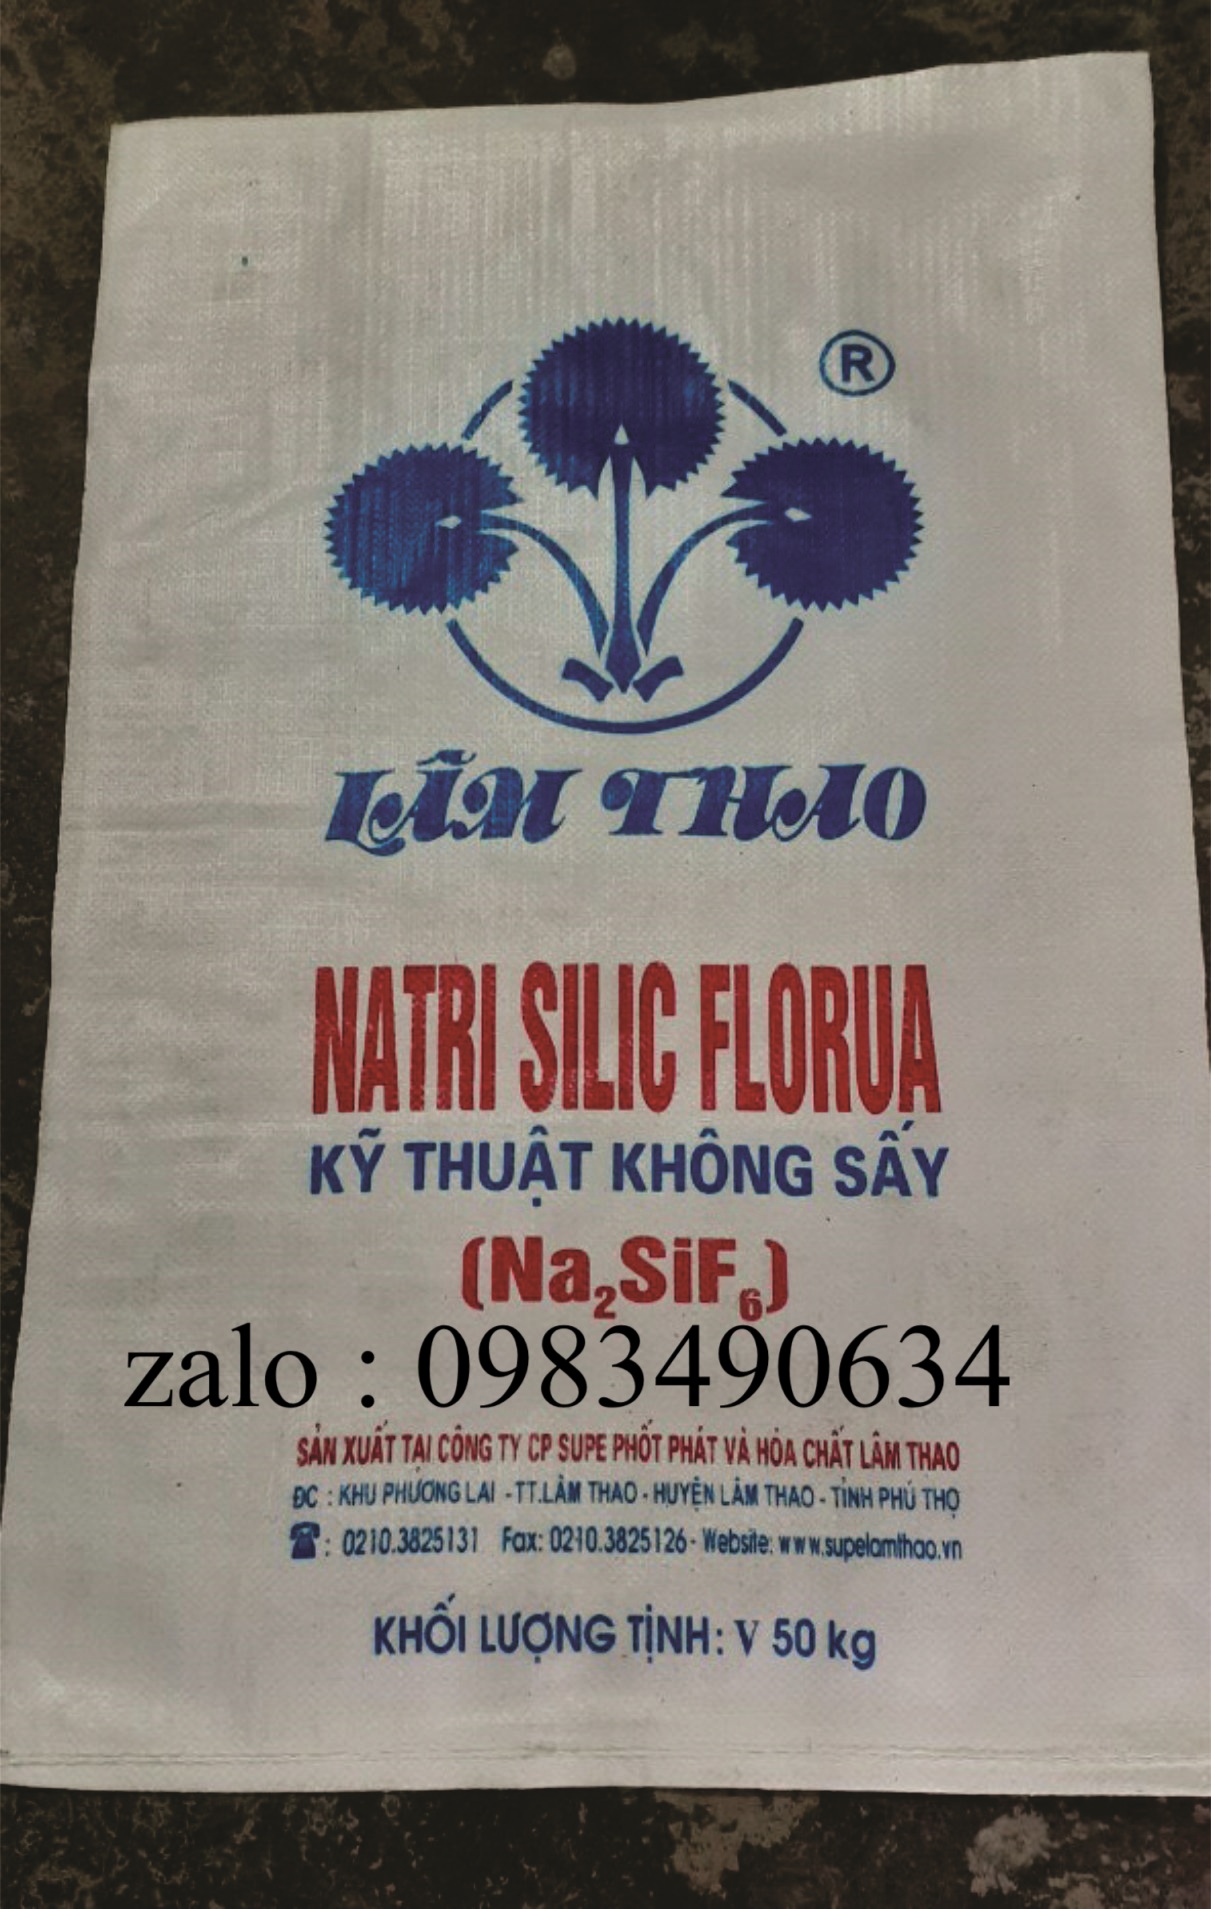 ®
LÂM THAO
NATRI SILIC FLORUA
KỸ THUẬT KHÔNG SẤY
(Na₂SiF₆)
zalo : 0983490634
SẢN XUẤT TẠI CÔNG TY CP SUPE PHỐT PHÁT VÀ HÓA CHẤT LÂM THAO
ĐC : KHU PHƯƠNG LAI - TT.LÂM THAO - HUYỆN LÂM THAO - TỈNH PHÚ THỌ
☎: 0210.3825131 Fax: 0210.3825126 - Website: www.supelamthao.vn
KHỐI LƯỢNG TỊNH: V 50 kg